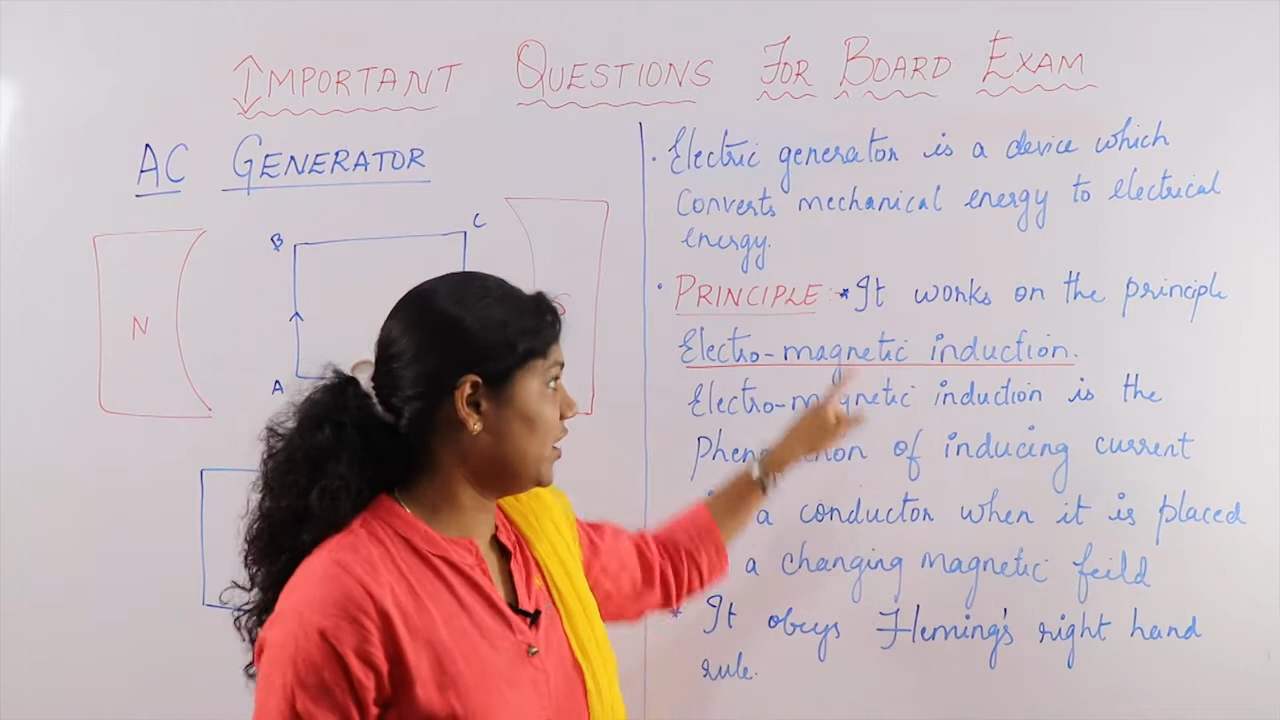 IMPORTANT QUESTIONS FOR BOARD EXAM
AC GENERATOR
B
C
N
S
A
· Electric generator is a device which
converts mechanical energy to electrical
energy.
· PRINCIPLE : * It works on the principle
Electro-magnetic induction.
Electro-magnetic induction is the
of inducing current
a conductor when it is placed
a changing magnetic feild
* It obeys Fleming's right hand
rule.